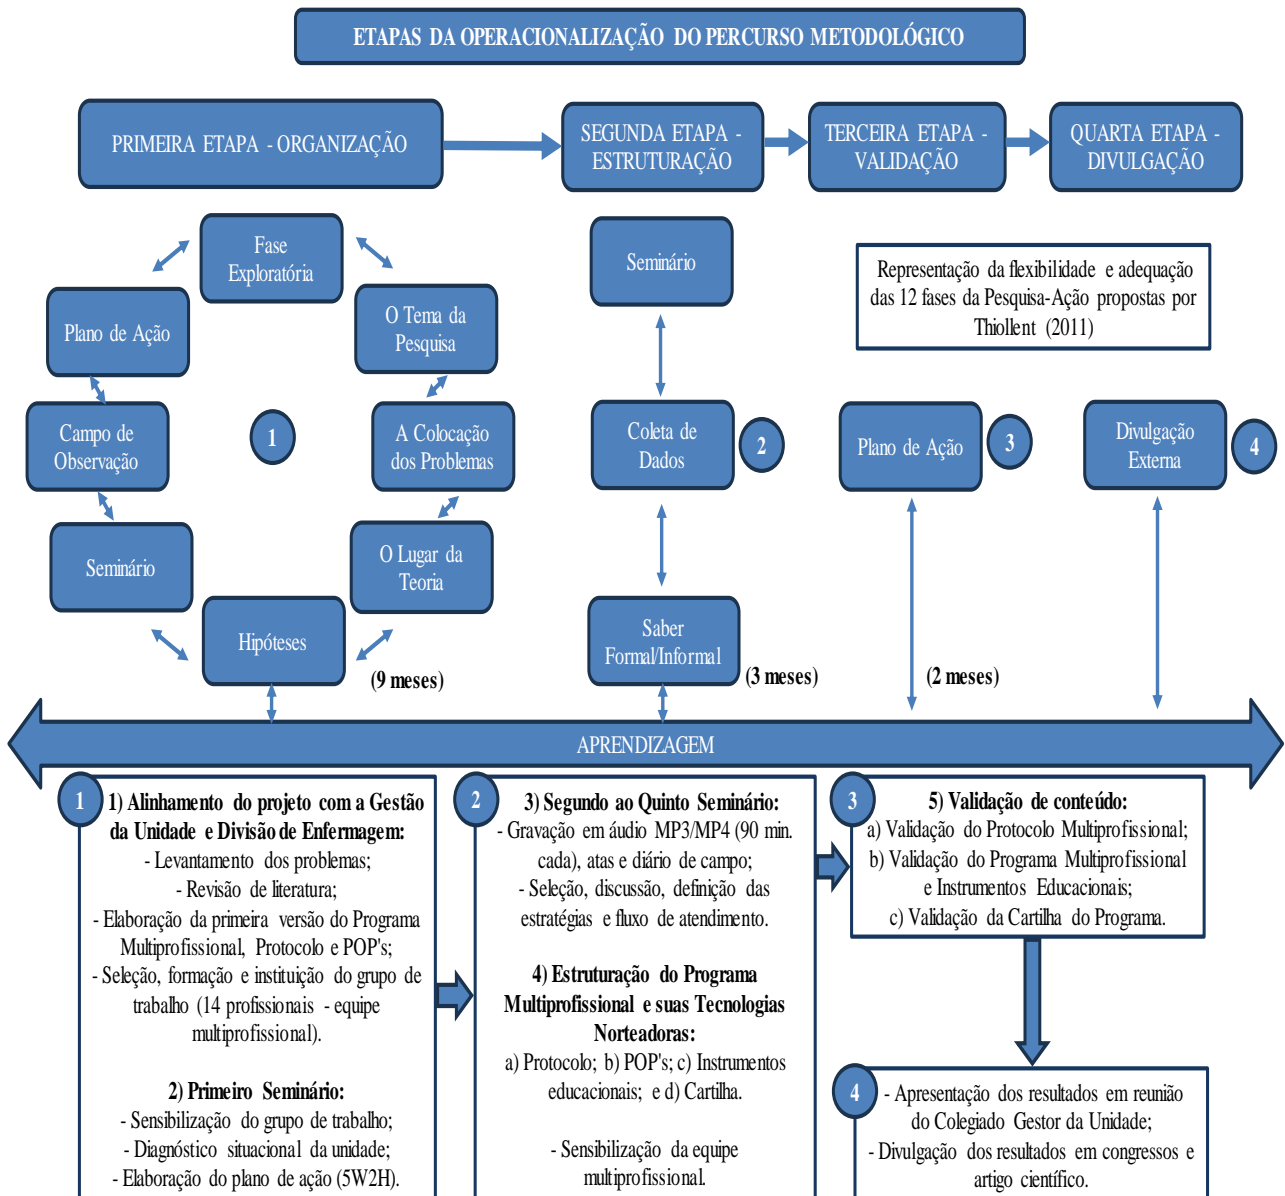 ETAPAS DA OPERACIONALIZAÇÃO DO PERCURSO METODOLÓGICO
PRIMEIRA ETAPA - ORGANIZAÇÃO
SEGUNDA ETAPA -
ESTRUTURAÇÃO
TERCEIRA ETAPA -
VALIDAÇÃO
QUARTA ETAPA -
DIVULGAÇÃO
Fase
Exploratória
O Tema da
Pesquisa
A Colocação
dos Problemas
O Lugar da
Teoria
Hipóteses
Seminário
Campo de
Observação
Plano de Ação
1
(9 meses)
Seminário
Coleta de
Dados
2
Saber
Formal/Informal
(3 meses)
Representação da flexibilidade e adequação
das 12 fases da Pesquisa-Ação propostas por
Thiollent (2011)
Plano de Ação
3
(2 meses)
Divulgação
Externa
4
APRENDIZAGEM
1
1) Alinhamento do projeto com a Gestão
da Unidade e Divisão de Enfermagem:
- Levantamento dos problemas;
- Revisão de literatura;
- Elaboração da primeira versão do Programa
Multiprofissional, Protocolo e POP's;
- Seleção, formação e instituição do grupo de
trabalho (14 profissionais - equipe
multiprofissional).
2) Primeiro Seminário:
- Sensibilização do grupo de trabalho;
- Diagnóstico situacional da unidade;
- Elaboração do plano de ação (5W2H).
2
3) Segundo ao Quinto Seminário:
- Gravação em áudio MP3/MP4 (90 min.
cada), atas e diário de campo;
- Seleção, discussão, definição das
estratégias e fluxo de atendimento.
4) Estruturação do Programa
Multiprofissional e suas Tecnologias
Norteadoras:
a) Protocolo; b) POP's; c) Instrumentos
educacionais; e d) Cartilha.
- Sensibilização da equipe
multiprofissional.
3
5) Validação de conteúdo:
a) Validação do Protocolo Multiprofissional;
b) Validação do Programa Multiprofissional
e Instrumentos Educacionais;
c) Validação da Cartilha do Programa.
4
- Apresentação dos resultados em reunião
do Colegiado Gestor da Unidade;
- Divulgação dos resultados em congressos e
artigo científico.